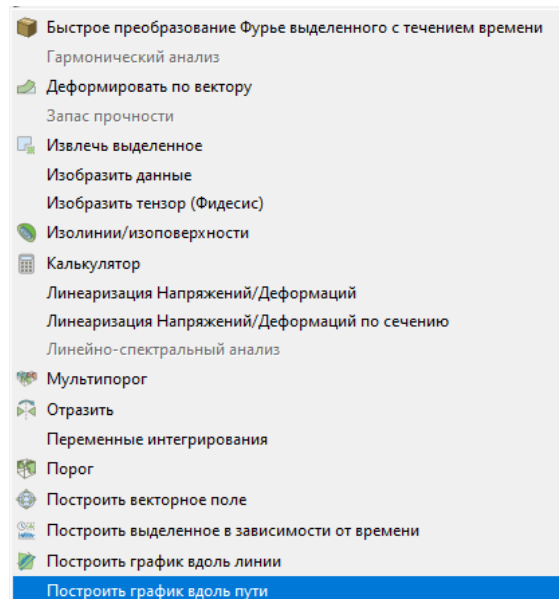 Быстрое преобразование Фурье выделенного с течением времени
Гармонический анализ
Деформировать по вектору
Запас прочности
Извлечь выделенное
Изобразить данные
Изобразить тензор (Фидесис)
Изолинии/изоповерхности
Калькулятор
Линеаризация Напряжений/Деформаций
Линеаризация Напряжений/Деформаций по сечению
Линейно-спектральный анализ
Мультипорог
Отразить
Переменные интегрирования
Порог
Построить векторное поле
Построить выделенное в зависимости от времени
Построить график вдоль линии
Построить график вдоль пути